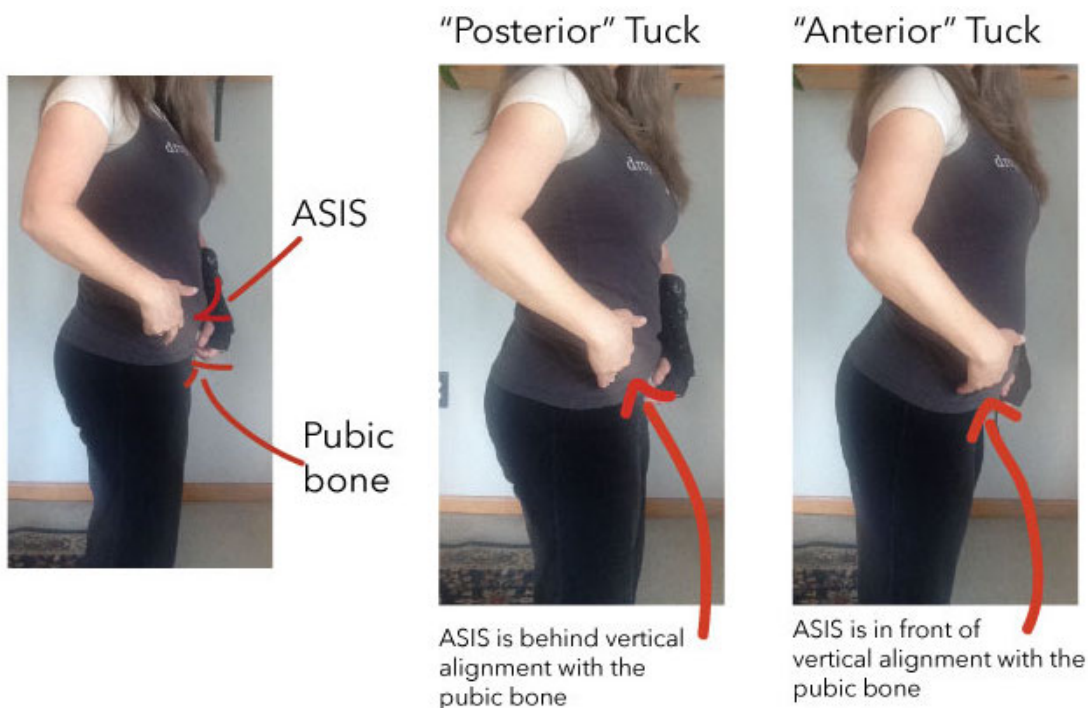 "Posterior" Tuck
"Anterior" Tuck
ASIS
Pubic
bone
ASIS is behind vertical
alignment with the
pubic bone
ASIS is in front of
vertical alignment with the
pubic bone